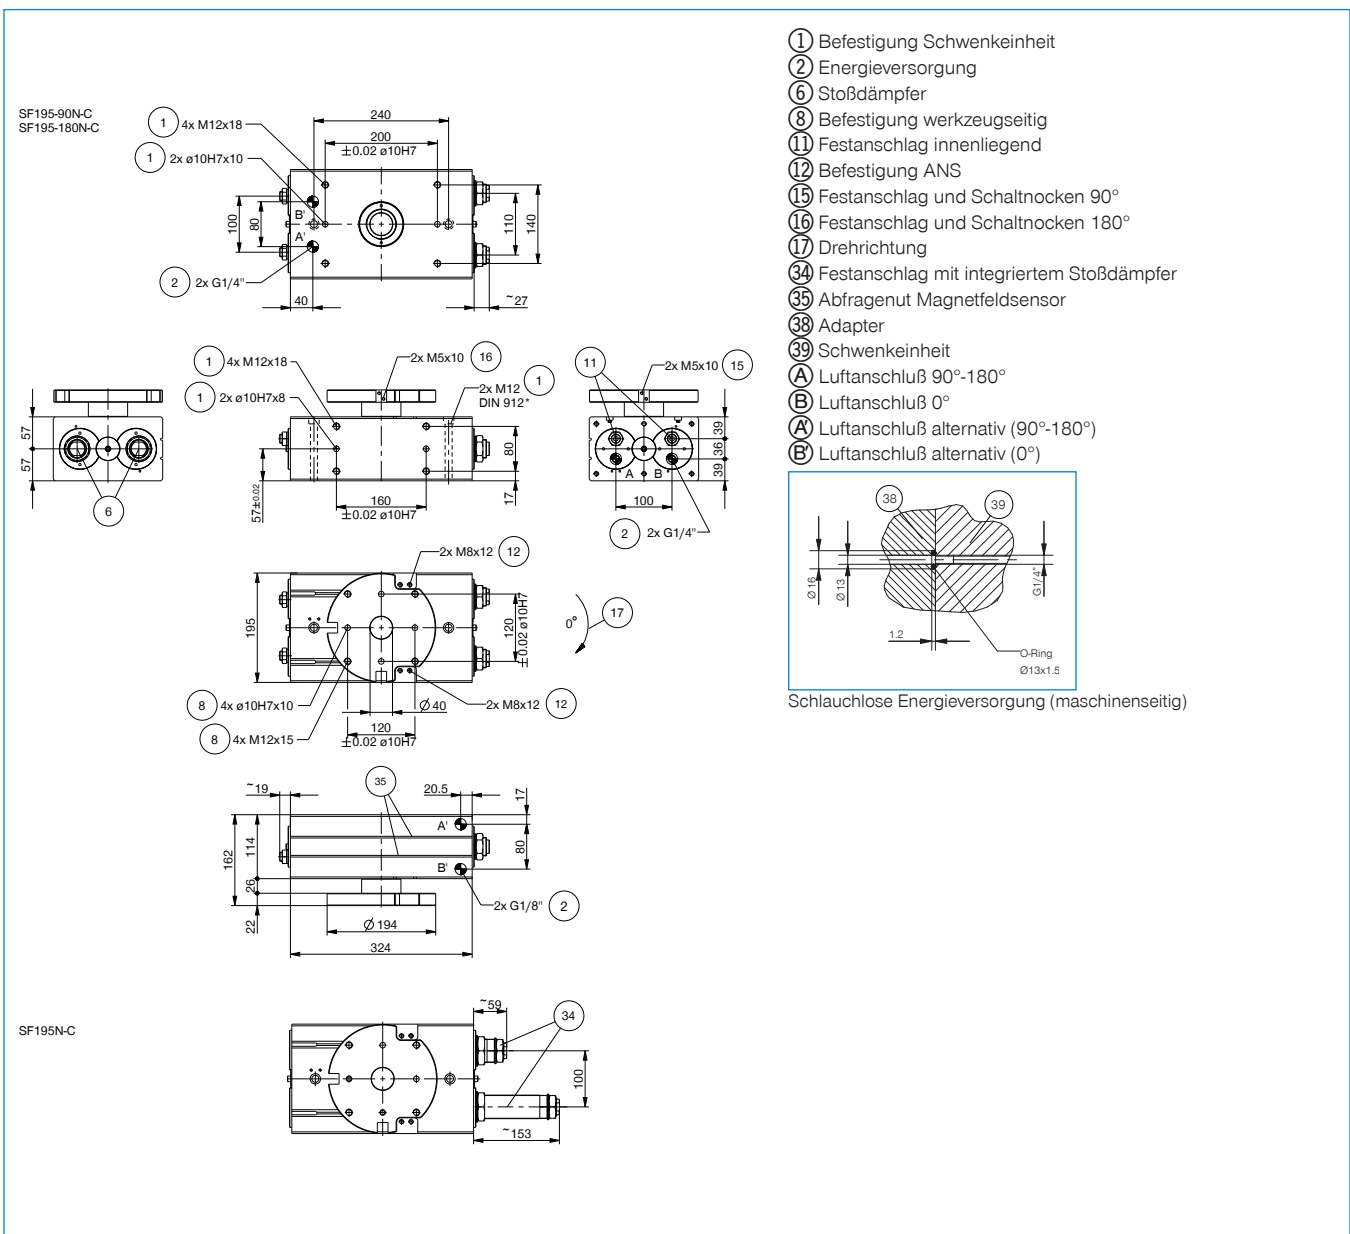 SF195-90N-C
SF195-180N-C
1 4x M12x18
1 2x ø10H7x10
240
200
±0.02 ø10H7
100
80
B'
A'
110
140
2 2x G1/4"
40
~27
1 4x M12x18
1 2x ø10H7x8
2x M5x10 16
2x M12 1
DIN 912*
57
57
6
57±0.02
160
±0.02 ø10H7
80
17
11
2x M5x10 15
39
36
39
A B
100
2 2x G1/4"
2x M8x12 12
195
120
±0.02 ø10H7
0°
17
8 4x ø10H7x10
Ø 40
2x M8x12 12
8 4x M12x15
120
±0.02 ø10H7
~19
35
20.5
17
A'
162
114
80
B'
26
22
2x G1/8" 2
Ø 194
324
SF195N-C
~59
34
100
~153
1 Befestigung Schwenkeinheit
2 Energieversorgung
6 Stoßdämpfer
8 Befestigung werkzeugseitig
11 Festanschlag innenliegend
12 Befestigung ANS
15 Festanschlag und Schaltnocken 90°
16 Festanschlag und Schaltnocken 180°
17 Drehrichtung
34 Festanschlag mit integriertem Stoßdämpfer
35 Abfragenut Magnetfeldsensor
38 Adapter
39 Schwenkeinheit
A Luftanschluß 90°-180°
B Luftanschluß 0°
A' Luftanschluß alternativ (90°-180°)
B' Luftanschluß alternativ (0°)
38
39
Ø 16
Ø 13
G1/4"
1.2
O-Ring
Ø13x1.5
Schlauchlose Energieversorgung (maschinenseitig)